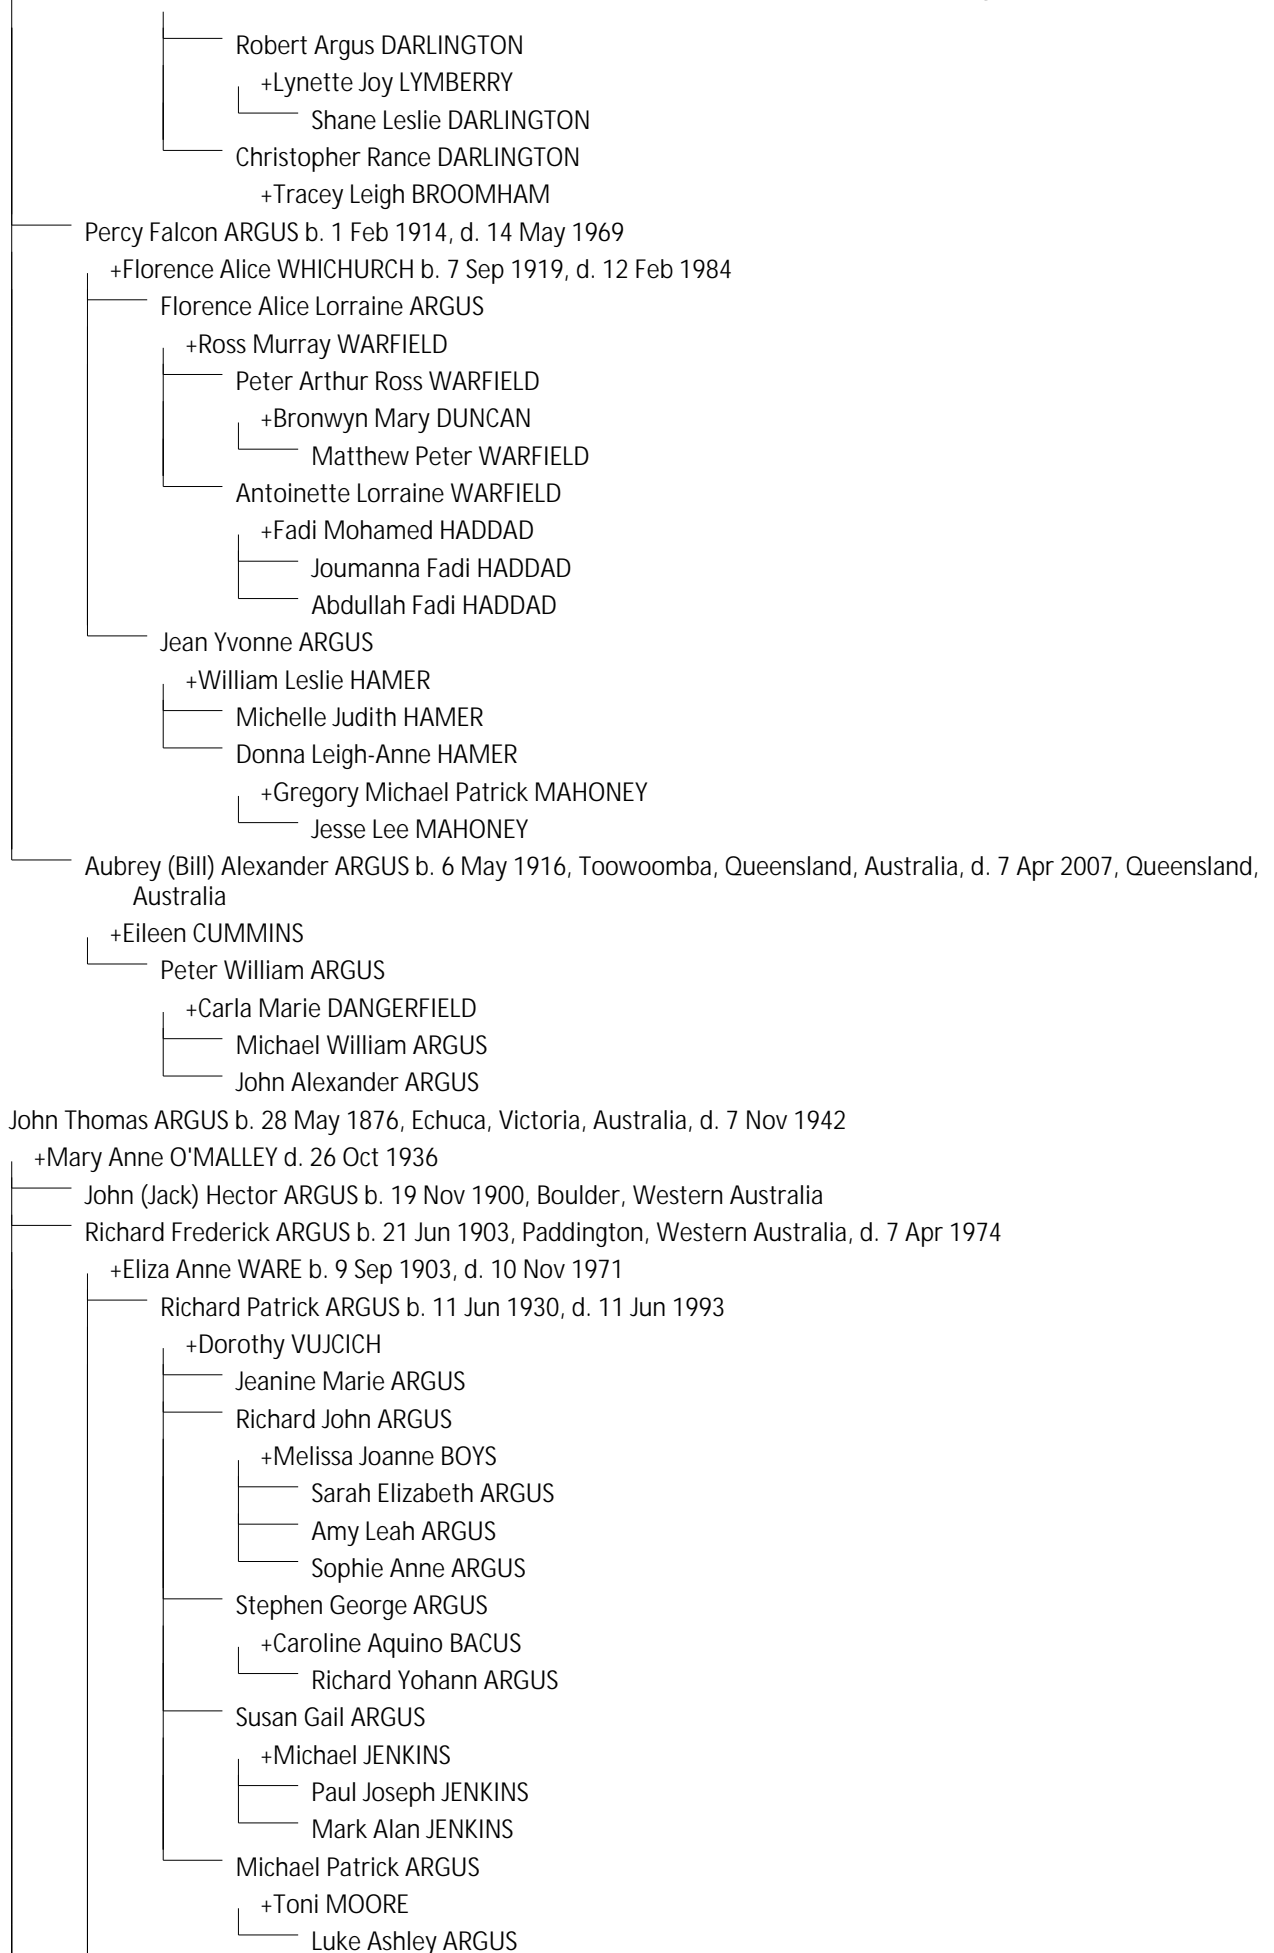 Robert Argus DARLINGTON
+Lynette Joy LYMBERRY
Shane Leslie DARLINGTON
Christopher Rance DARLINGTON
+Tracey Leigh BROOMHAM
Percy Falcon ARGUS b. 1 Feb 1914, d. 14 May 1969
+Florence Alice WHICHURCH b. 7 Sep 1919, d. 12 Feb 1984
Florence Alice Lorraine ARGUS
+Ross Murray WARFIELD
Peter Arthur Ross WARFIELD
+Bronwyn Mary DUNCAN
Matthew Peter WARFIELD
Antoinette Lorraine WARFIELD
+Fadi Mohamed HADDAD
Joumanna Fadi HADDAD
Abdullah Fadi HADDAD
Jean Yvonne ARGUS
+William Leslie HAMER
Michelle Judith HAMER
Donna Leigh-Anne HAMER
+Gregory Michael Patrick MAHONEY
Jesse Lee MAHONEY
Aubrey (Bill) Alexander ARGUS b. 6 May 1916, Toowoomba, Queensland, Australia, d. 7 Apr 2007, Queensland,
Australia
+Eileen CUMMINS
Peter William ARGUS
+Carla Marie DANGERFIELD
Michael William ARGUS
John Alexander ARGUS
John Thomas ARGUS b. 28 May 1876, Echuca, Victoria, Australia, d. 7 Nov 1942
+Mary Anne O'MALLEY d. 26 Oct 1936
John (Jack) Hector ARGUS b. 19 Nov 1900, Boulder, Western Australia
Richard Frederick ARGUS b. 21 Jun 1903, Paddington, Western Australia, d. 7 Apr 1974
+Eliza Anne WARE b. 9 Sep 1903, d. 10 Nov 1971
Richard Patrick ARGUS b. 11 Jun 1930, d. 11 Jun 1993
+Dorothy VUJCICH
Jeanine Marie ARGUS
Richard John ARGUS
+Melissa Joanne BOYS
Sarah Elizabeth ARGUS
Amy Leah ARGUS
Sophie Anne ARGUS
Stephen George ARGUS
+Caroline Aquino BACUS
Richard Yohann ARGUS
Susan Gail ARGUS
+Michael JENKINS
Paul Joseph JENKINS
Mark Alan JENKINS
Michael Patrick ARGUS
+Toni MOORE
Luke Ashley ARGUS